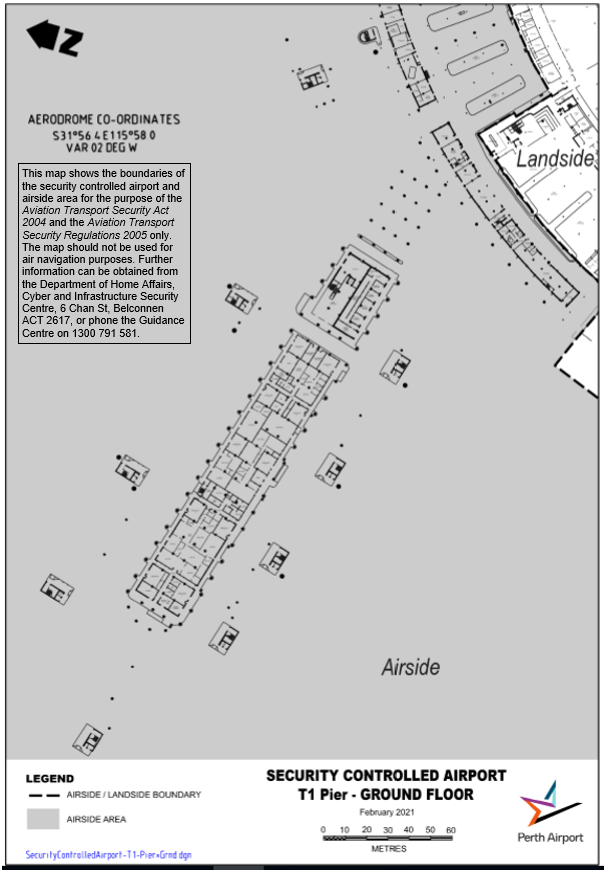 N
AERODROME CO-ORDINATES
S31°56.4 E115°58.0
VAR 02 DEG W
This map shows the boundaries of
the security controlled airport and
airside area for the purpose of the
Aviation Transport Security Act
2004 and the Aviation Transport
Security Regulations 2005 only.
The map should not be used for
air navigation purposes. Further
information can be obtained from
the Department of Home Affairs,
Cyber and Infrastructure Security
Centre, 6 Chan St, Belconnen
ACT 2617, or phone the Guidance
Centre on 1300 791 581.
Landside
Airside
LEGEND
AIRSIDE / LANDSIDE BOUNDARY
AIRSIDE AREA
SecurityControlledAirport-T1-Pier+Grnd.dgn
SECURITY CONTROLLED AIRPORT
T1 Pier - GROUND FLOOR
February 2021
0 10 20 30 40 50 60
METRES
Perth Airport